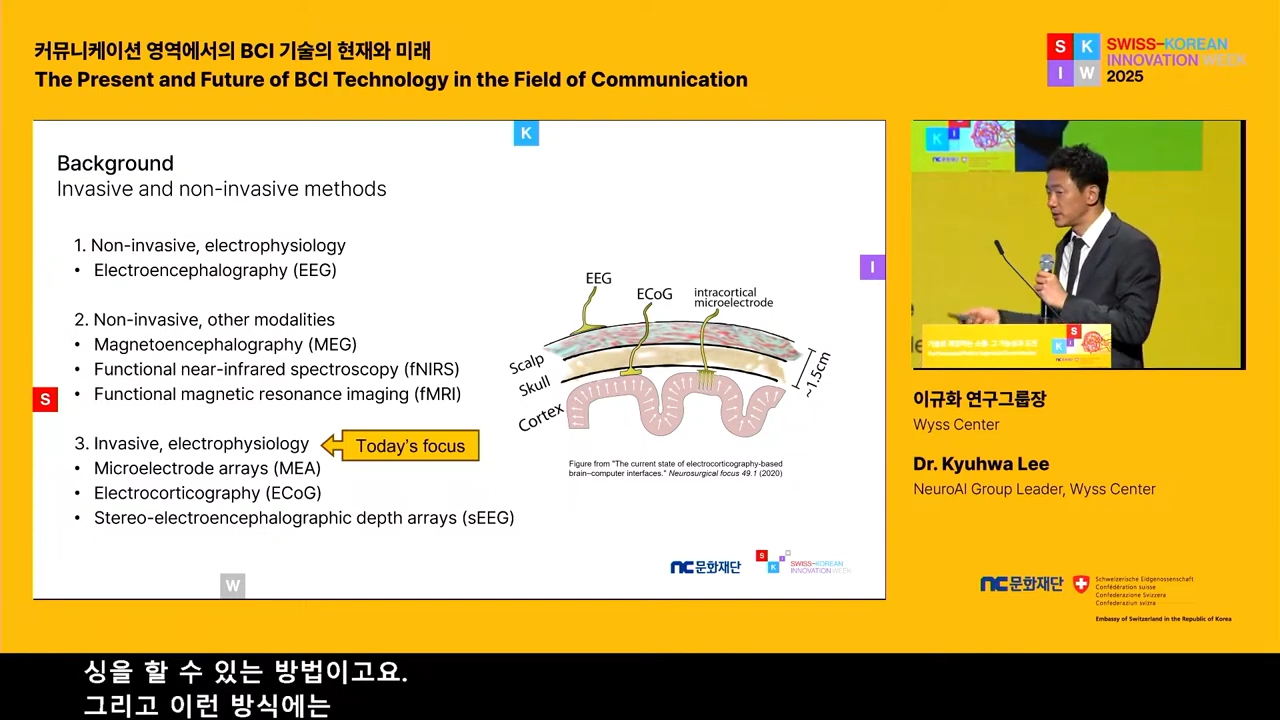 커뮤니케이션 영역에서의 BCI 기술의 현재와 미래
The Present and Future of BCI Technology in the Field of Communication
S K
I W
SWISS–KOREAN
INNOVATION WEEK
2025
K
Background
Invasive and non-invasive methods
1. Non-invasive, electrophysiology
• Electroencephalography (EEG)
2. Non-invasive, other modalities
• Magnetoencephalography (MEG)
• Functional near-infrared spectroscopy (fNIRS)
• Functional magnetic resonance imaging (fMRI)
3. Invasive, electrophysiology
Today's focus
• Microelectrode arrays (MEA)
• Electrocorticography (ECoG)
• Stereo-electroencephalographic depth arrays (sEEG)
EEG
ECoG
intracortical
microelectrode
Scalp
Skull
Cortex
~1.5cm
Figure from "The current state of electrocorticography-based
brain–computer interfaces." Neurosurgical focus 49.1 (2020)
I
S
W
nc문화재단
S
K
I
SWISS–KOREAN
INNOVATION WEEK
K
I
S
K
I
이규화 연구그룹장
Wyss Center
Dr. Kyuhwa Lee
NeuroAI Group Leader, Wyss Center
nc문화재단
Schweizerische Eidgenossenschaft
Confédération suisse
Confederazione Svizzera
Confederaziun svizra
Embassy of Switzerland in the Republic of Korea
싱을 할 수 있는 방법이고요.
그리고 이런 방식에는